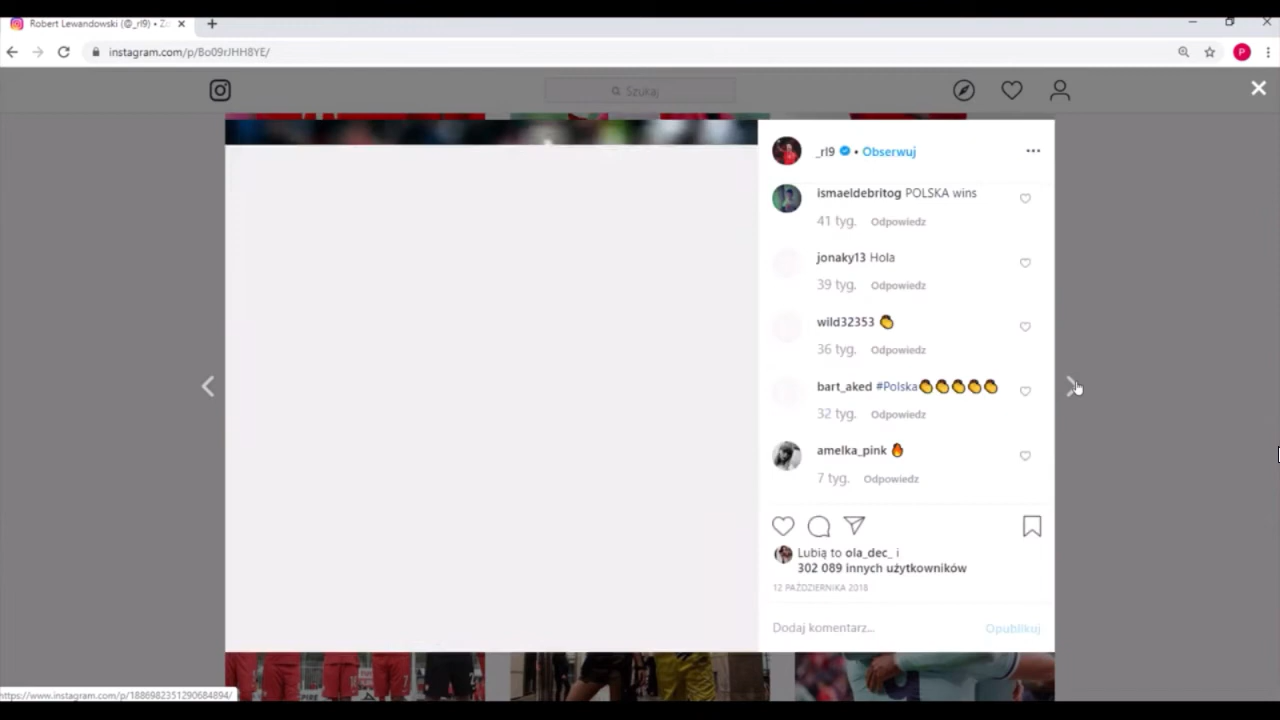 Robert Lewandowski (@_rl9) • Z
instagram.com/p/Bo09rJHH8YE/
P
Szukaj
_rl9 • Obserwuj
ismaeldebritog POLSKA wins
41 tyg. Odpowiedz
jonaky13 Hola
39 tyg. Odpowiedz
wild32353 👏
36 tyg. Odpowiedz
bart_aked #Polska👏👏👏👏👏
32 tyg. Odpowiedz
amelka_pink 🔥
7 tyg. Odpowiedz
Lubią to ola_dec_ i
302 089 innych użytkowników
12 PAŹDZIERNIKA 2018
Dodaj komentarz... Opublikuj
https://www.instagram.com/p/1886982351290684894/